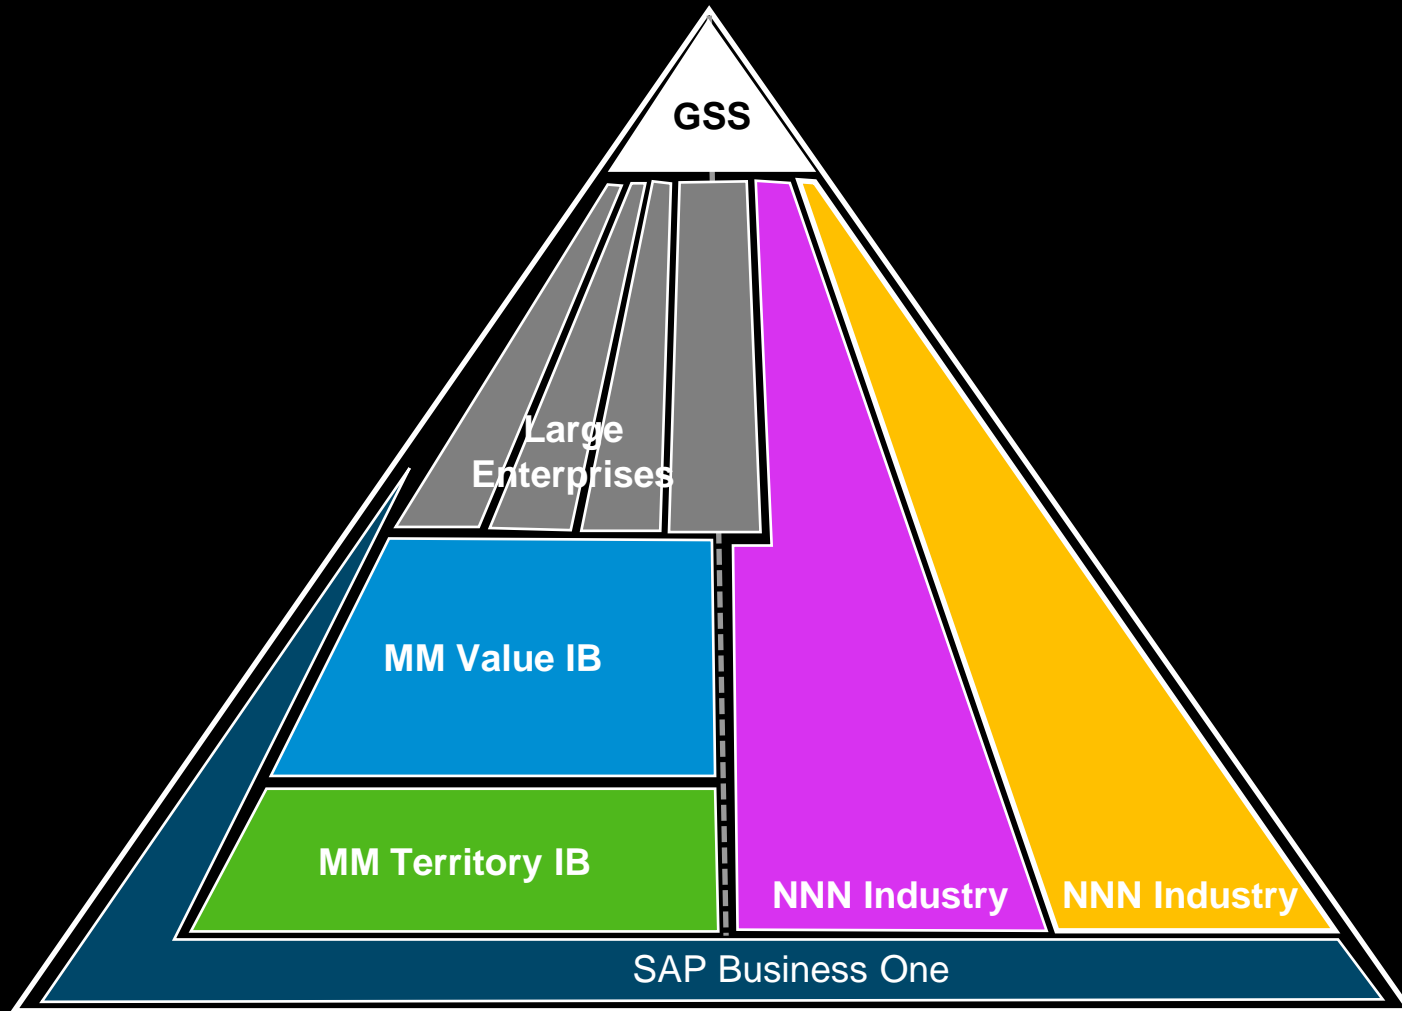 GSS
Large
Enterprises
MM Value IB
MM Territory IB
NNN Industry
NNN Industry
SAP Business One